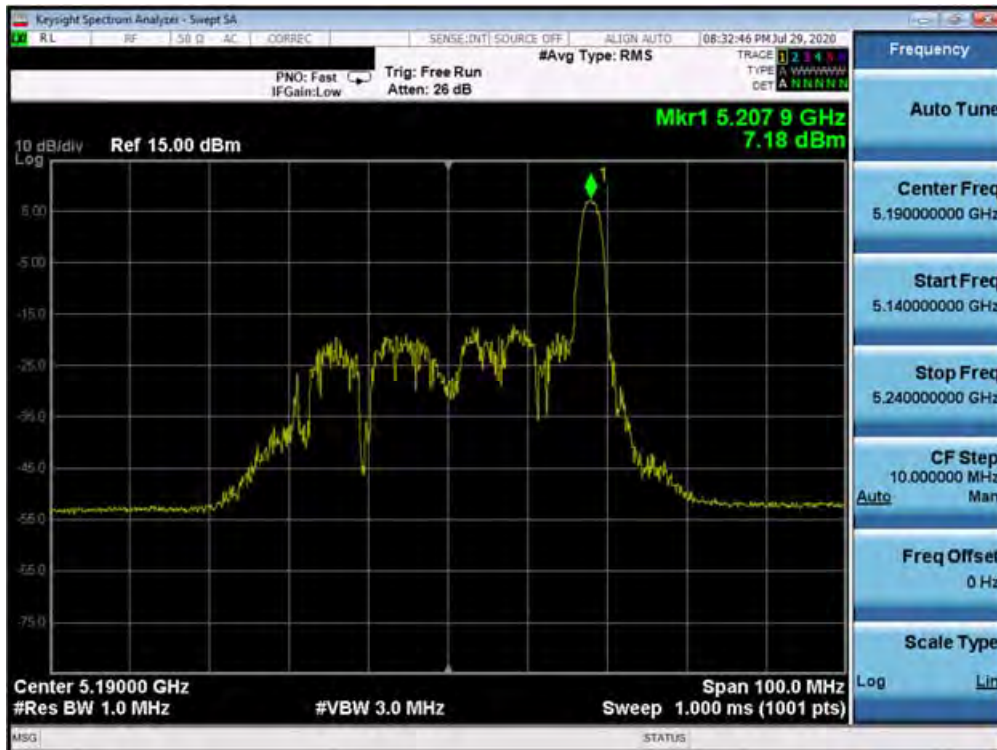 Keysight Spectrum Analyzer - Swept SA
LXI RL RF 50 Ω AC CORREC SENSE:INT SOURCE OFF ALIGN AUTO 08:32:46 PM Jul 29, 2020
#Avg Type: RMS
TRACE 1 2 3 4 5 6
PNO: Fast Trig: Free Run
TYPE A WWWWW
IFGain:Low Atten: 26 dB
DET A N N N N N
Mkr1 5.207 9 GHz
7.18 dBm
10 dB/div Ref 15.00 dBm
Log
1
5.00
-5.00
-15.0
-25.0
-35.0
-45.0
-55.0
-65.0
-75.0
Center 5.19000 GHz Span 100.0 MHz
#Res BW 1.0 MHz #VBW 3.0 MHz Sweep 1.000 ms (1001 pts)
MSG STATUS
Frequency
Auto Tune
Center Freq
5.190000000 GHz
Start Freq
5.140000000 GHz
Stop Freq
5.240000000 GHz
CF Step
10.000000 MHz
Auto Man
Freq Offset
0 Hz
Scale Type
Log Lin